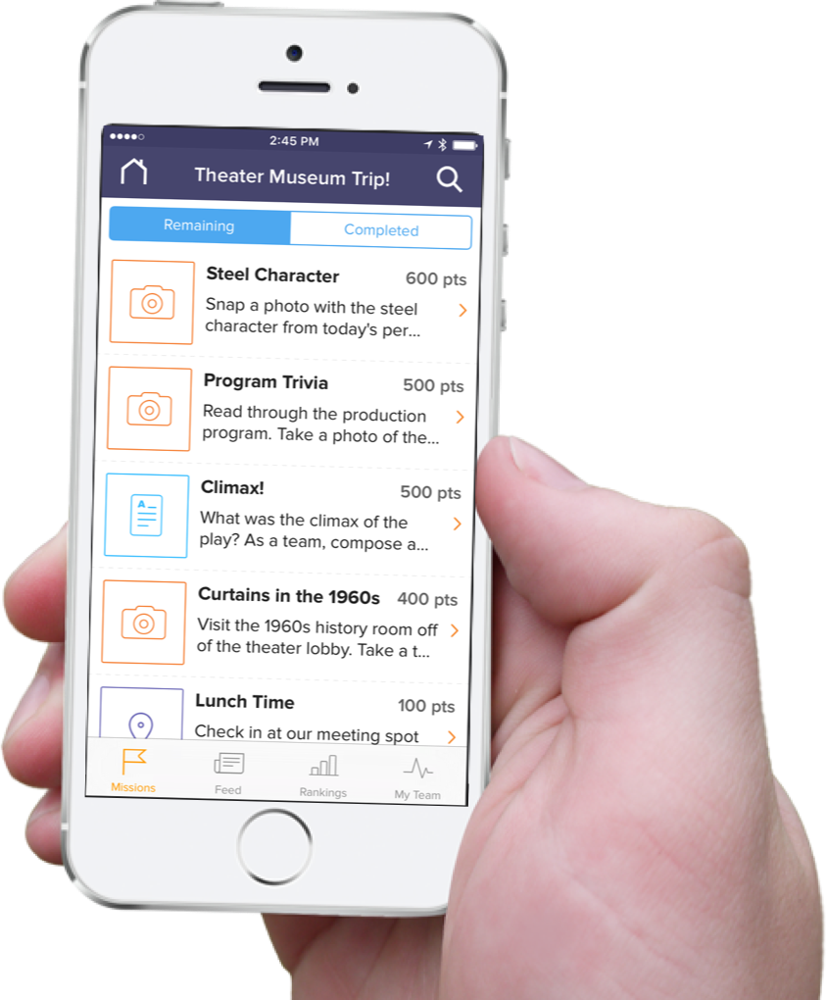 2:45 PM
Theater Museum Trip!
Remaining
Completed
Steel Character
600 pts
Snap a photo with the steel
character from today's per...
Program Trivia
500 pts
Read through the production
program. Take a photo of the...
A
Climax!
500 pts
What was the climax of the
play? As a team, compose a...
Curtains in the 1960s
400 pts
Visit the 1960s history room off
of the theater lobby. Take a t...
Lunch Time
100 pts
Check in at our meeting spot
Missions
Feed
Rankings
My Team